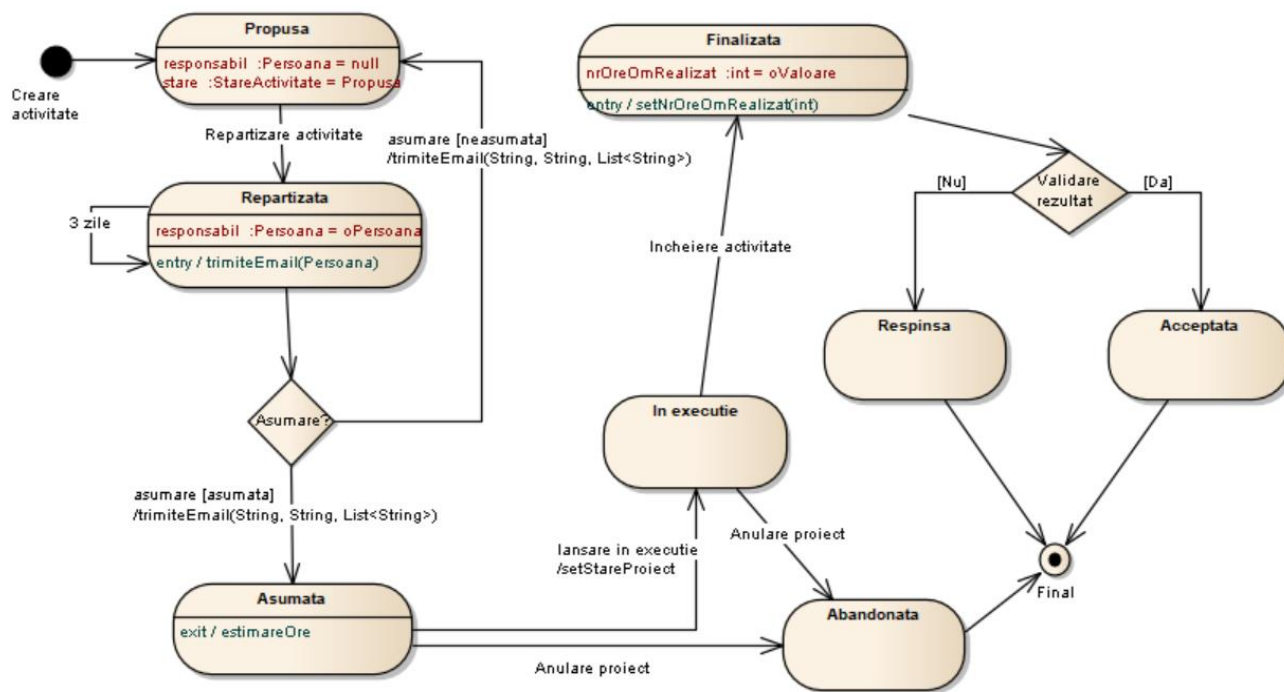 Propusa
responsabil :Persoana = null
stare :StareActivitate = Propusa
Creare
activitate
Repartizare activitate
asumare [neasumata]
/trimiteEmail(String, String, List<String>)
Repartizata
responsabil :Persoana = oPersoana
entry / trimiteEmail(Persoana)
3 zile
Asumare?
asumare [asumata]
/trimiteEmail(String, String, List<String>)
Asumata
exit / estimareOre
lansare in executie
/setStareProiect
Anulare proiect
In executie
Anulare proiect
Abandonata
Incheiere activitate
Finalizata
nrOreOmRealizat :int = oValoare
entry / setNrOreOmRealizat(int)
Validare
rezultat
[Nu]
[Da]
Respinsa
Acceptata
Final